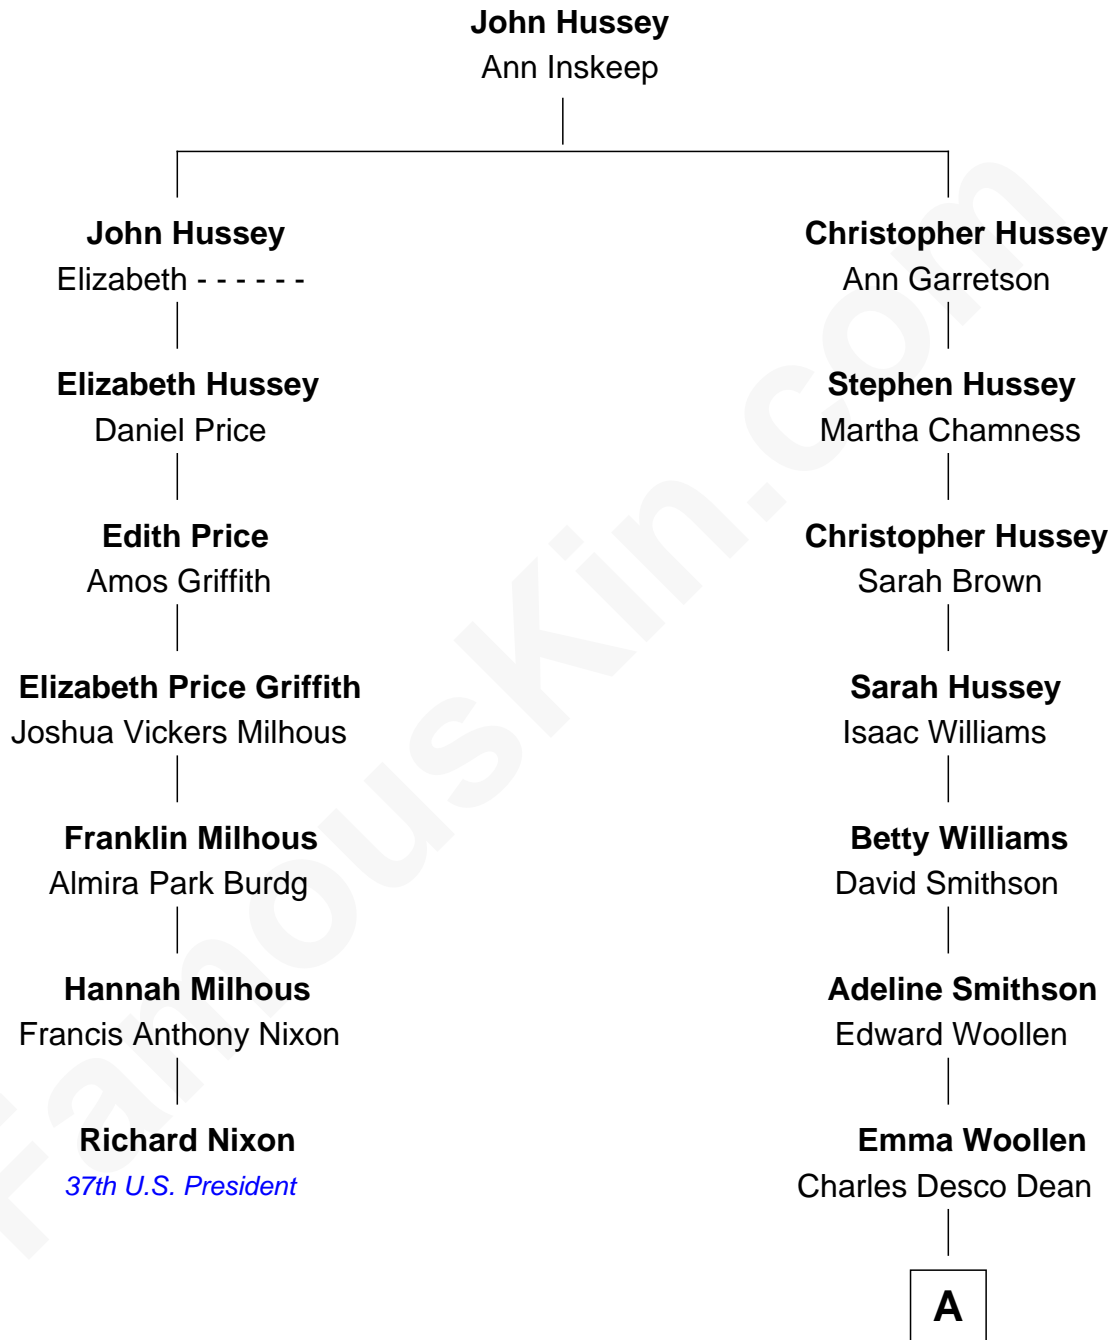 John Hussey
Ann Inskeep
John Hussey
Elizabeth - - - - - -
Christopher Hussey
Ann Garretson
Elizabeth Hussey
Daniel Price
Stephen Hussey
Martha Chamness
Edith Price
Amos Griffith
Christopher Hussey
Sarah Brown
Elizabeth Price Griffith
Joshua Vickers Milhous
Sarah Hussey
Isaac Williams
Franklin Milhous
Almira Park Burdg
Betty Williams
David Smithson
Hannah Milhous
Francis Anthony Nixon
Adeline Smithson
Edward Woollen
Richard Nixon
37th U.S. President
Emma Woollen
Charles Desco Dean
A
FamousKin.com